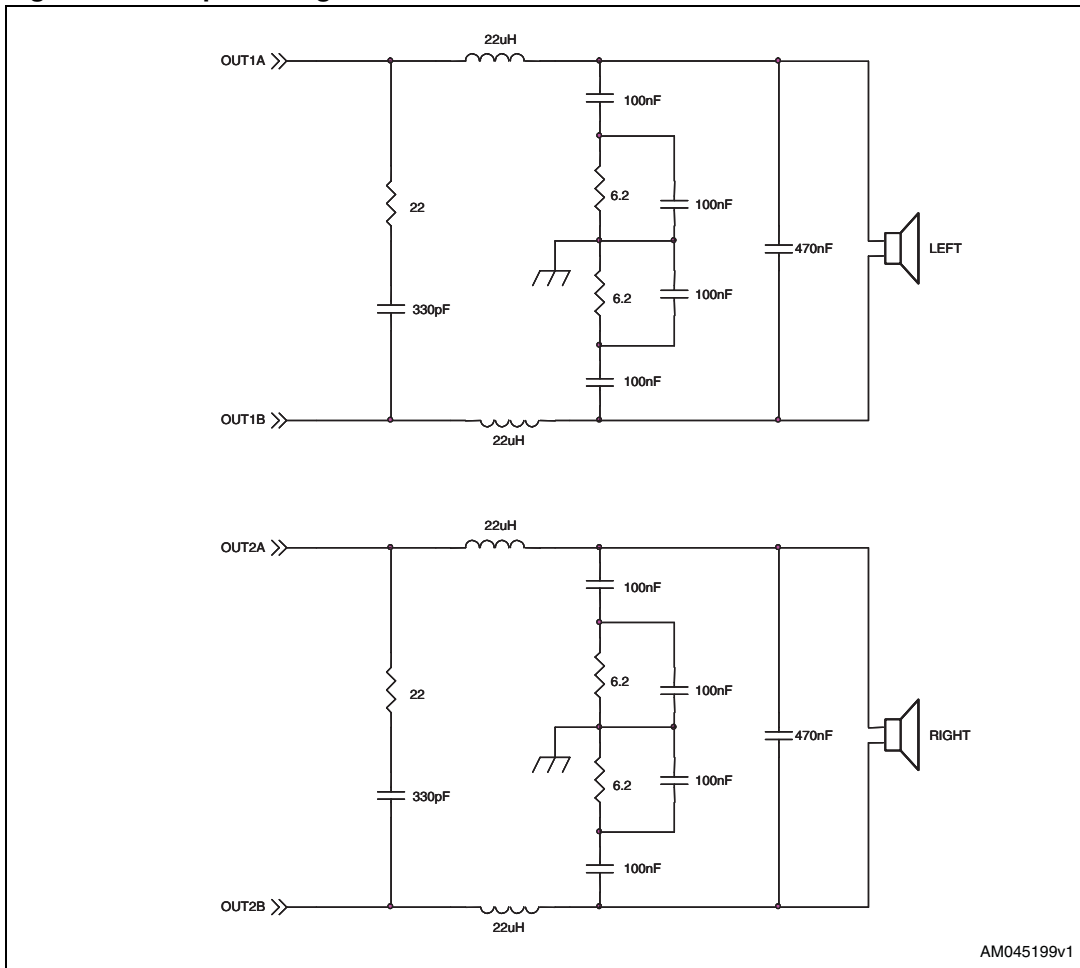 22uH
OUT1A
100nF
22
6.2
100nF
470nF
LEFT
330pF
6.2
100nF
100nF
OUT1B
22uH
22uH
OUT2A
100nF
22
6.2
100nF
470nF
RIGHT
330pF
6.2
100nF
100nF
OUT2B
22uH
AM045199v1